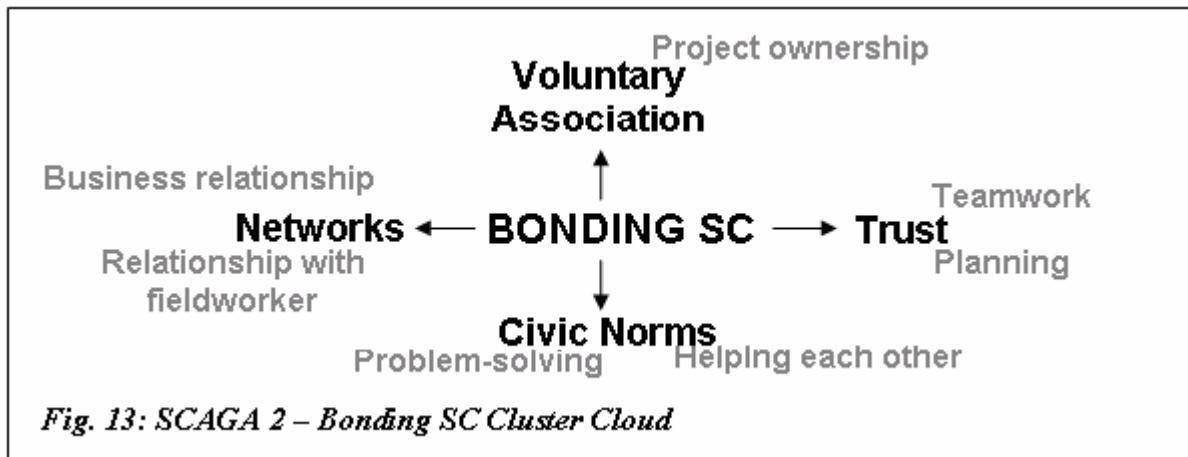 Project ownership
Voluntary
Association
Business relationship
Teamwork
Networks
BONDING SC
Trust
Relationship with
fieldworker
Planning
Civic Norms
Problem-solving
Helping each other
Fig. 13: SCAGA 2 – Bonding SC Cluster Cloud